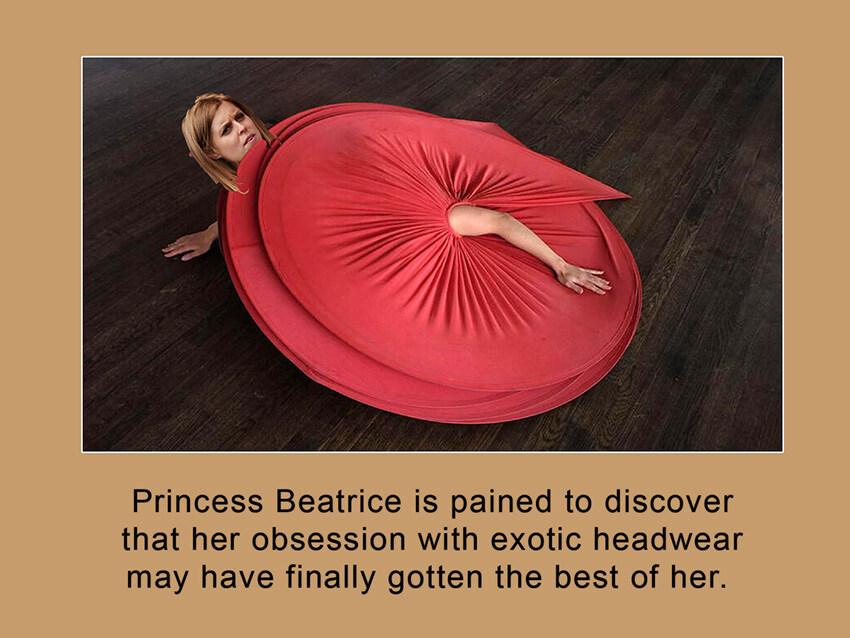 Princess Beatrice is pained to discover
that her obsession with exotic headwear
may have finally gotten the best of her.